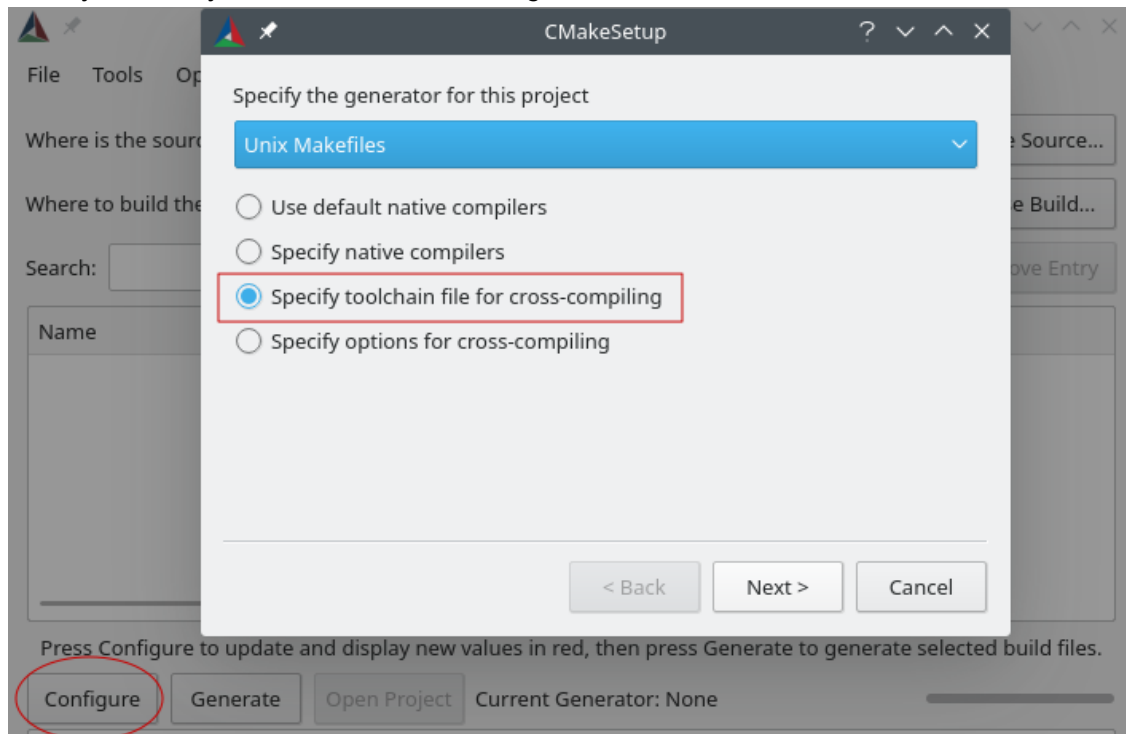 CMakeSetup
File Tools Op
Specify the generator for this project
Where is the sourc
Unix Makefiles
e Source...
Where to build the
Use default native compilers
e Build...
Specify native compilers
Search:
ove Entry
Specify toolchain file for cross-compiling
Name
Specify options for cross-compiling
< Back Next > Cancel
Press Configure to update and display new values in red, then press Generate to generate selected build files.
Configure Generate Open Project Current Generator: None